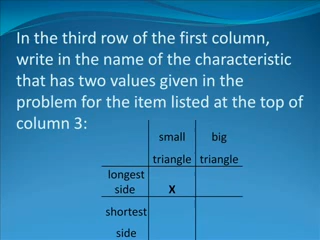 In the third row of the first column,
write in the name of the characteristic
that has two values given in the
problem for the item listed at the top of
column 3:
small big
triangle triangle
longest
side X
shortest
side